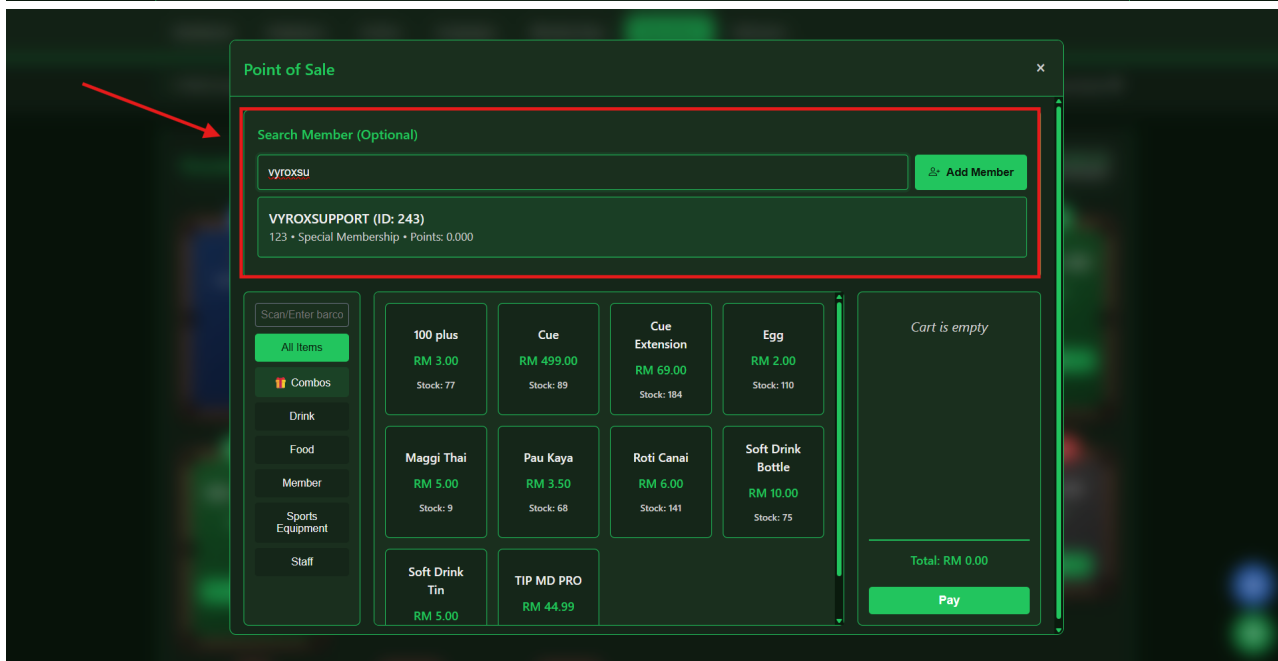 Point of Sale
×
Search Member (Optional)
vyroxsu
Add Member
VYROXSUPPORT (ID: 243)
123 • Special Membership • Points: 0.000
Scan/Enter barco
All Items
Combos
Drink
Food
Member
Sports
Equipment
Staff
100 plus
RM 3.00
Stock: 77
Cue
RM 499.00
Stock: 89
Cue
Extension
RM 69.00
Stock: 184
Egg
RM 2.00
Stock: 110
Maggi Thai
RM 5.00
Stock: 9
Pau Kaya
RM 3.50
Stock: 68
Roti Canai
RM 6.00
Stock: 141
Soft Drink
Bottle
RM 10.00
Stock: 75
Soft Drink
Tin
RM 5.00
TIP MD PRO
RM 44.99
Cart is empty
Total: RM 0.00
Pay